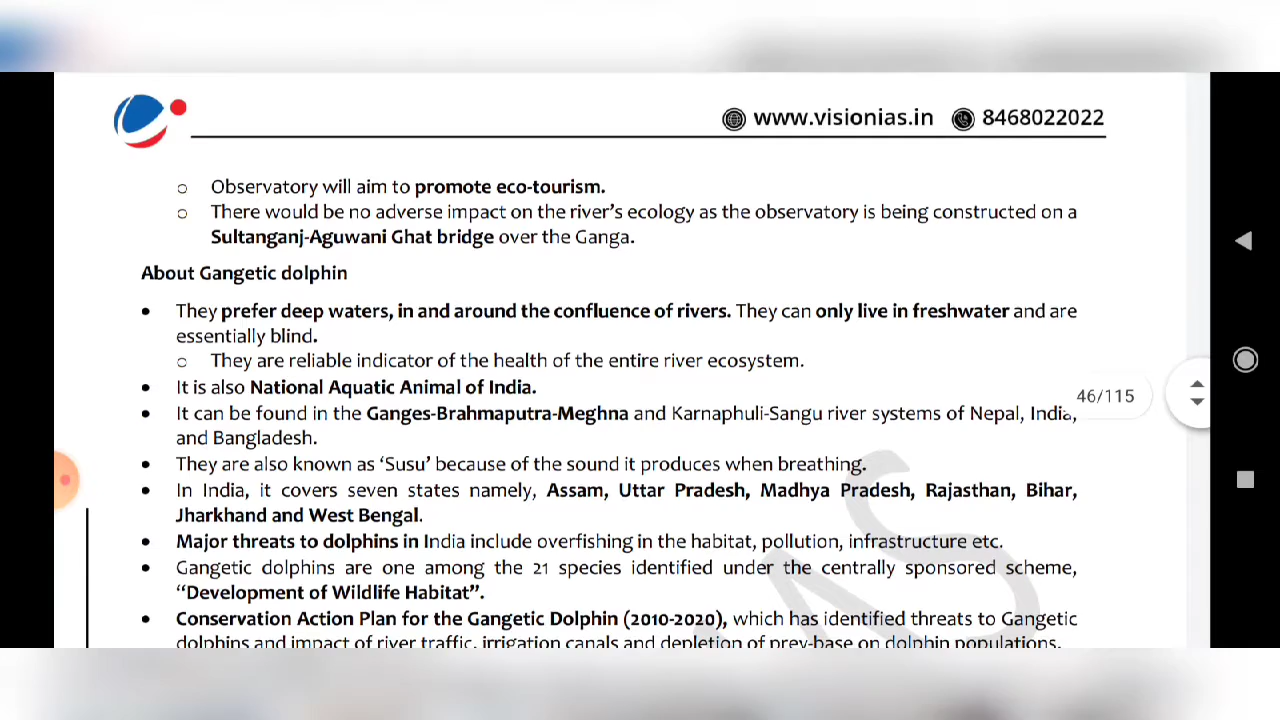 www.visionias.in 8468022022
○ Observatory will aim to promote eco-tourism.
○ There would be no adverse impact on the river's ecology as the observatory is being constructed on a
Sultanganj-Aguwani Ghat bridge over the Ganga.
About Gangetic dolphin
• They prefer deep waters, in and around the confluence of rivers. They can only live in freshwater and are
essentially blind.
○ They are reliable indicator of the health of the entire river ecosystem.
• It is also National Aquatic Animal of India.
46/115
• It can be found in the Ganges-Brahmaputra-Meghna and Karnaphuli-Sangu river systems of Nepal, India,
and Bangladesh.
• They are also known as 'Susu' because of the sound it produces when breathing.
• In India, it covers seven states namely, Assam, Uttar Pradesh, Madhya Pradesh, Rajasthan, Bihar,
Jharkhand and West Bengal.
• Major threats to dolphins in India include overfishing in the habitat, pollution, infrastructure etc.
• Gangetic dolphins are one among the 21 species identified under the centrally sponsored scheme,
"Development of Wildlife Habitat".
• Conservation Action Plan for the Gangetic Dolphin (2010-2020), which has identified threats to Gangetic
dolphins and impact of river traffic, irrigation canals and depletion of prey-base on dolphin populations.